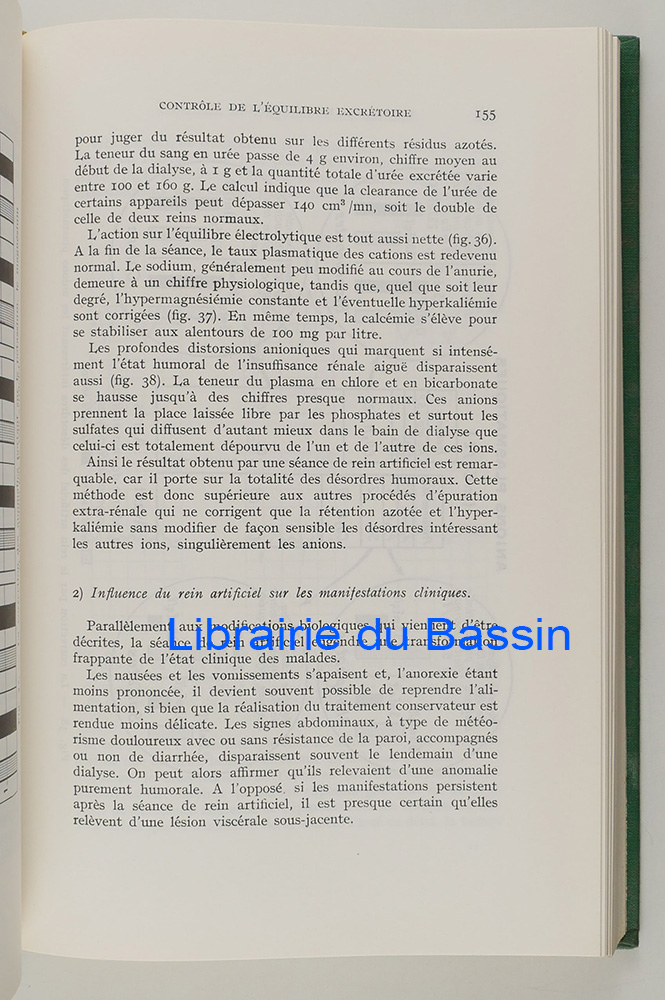 CONTRÔLE DE L'ÉQUILIBRE EXCRÉTOIRE 155
pour juger du résultat obtenu sur les différents résidus azotés.
La teneur du sang en urée passe de 4 g environ, chiffre moyen au
début de la dialyse, à 1 g et la quantité totale d'urée excrétée varie
entre 100 et 160 g. Le calcul indique que la clearance de l'urée de
certains appareils peut dépasser 140 cm³/mn, soit le double de
celle de deux reins normaux.
L'action sur l'équilibre électrolytique est tout aussi nette (fig. 36).
A la fin de la séance, le taux plasmatique des cations est redevenu
normal. Le sodium, généralement peu modifié au cours de l'anurie,
demeure à un chiffre physiologique, tandis que, quel que soit leur
degré, l'hypermagnésiémie constante et l'éventuelle hyperkaliémie
sont corrigées (fig. 37). En même temps, la calcémie s'élève pour
se stabiliser aux alentours de 100 mg par litre.
Les profondes distorsions anioniques qui marquent si intensé-
ment l'état humoral de l'insuffisance rénale aiguë disparaissent
aussi (fig. 38). La teneur du plasma en chlore et en bicarbonate
se hausse jusqu'à des chiffres presque normaux. Ces anions
prennent la place laissée libre par les phosphates et surtout les
sulfates qui diffusent d'autant mieux dans le bain de dialyse que
celui-ci est totalement dépourvu de l'un et de l'autre de ces ions.
Ainsi le résultat obtenu par une séance de rein artificiel est remar-
quable, car il porte sur la totalité des désordres humoraux. Cette
méthode est donc supérieure aux autres procédés d'épuration
extra-rénale qui ne corrigent que la rétention azotée et l'hyper-
kaliémie sans modifier de façon sensible les désordres intéressant
les autres ions, singulièrement les anions.
2) Influence du rein artificiel sur les manifestations cliniques.
Parallèlement aux modifications biologiques qui viennent d'être
Librairie du Bassin
décrites, la séance de rein artificiel engendre une transformation
frappante de l'état clinique des malades.
Les nausées et les vomissements s'apaisent et, l'anorexie étant
moins prononcée, il devient souvent possible de reprendre l'ali-
mentation, si bien que la réalisation du traitement conservateur est
rendue moins délicate. Les signes abdominaux, à type de météo-
risme douloureux avec ou sans résistance de la paroi, accompagnés
ou non de diarrhée, disparaissent souvent le lendemain d'une
dialyse. On peut alors affirmer qu'ils relevaient d'une anomalie
purement humorale. A l'opposé, si les manifestations persistent
après la séance de rein artificiel, il est presque certain qu'elles
relèvent d'une lésion viscérale sous-jacente.